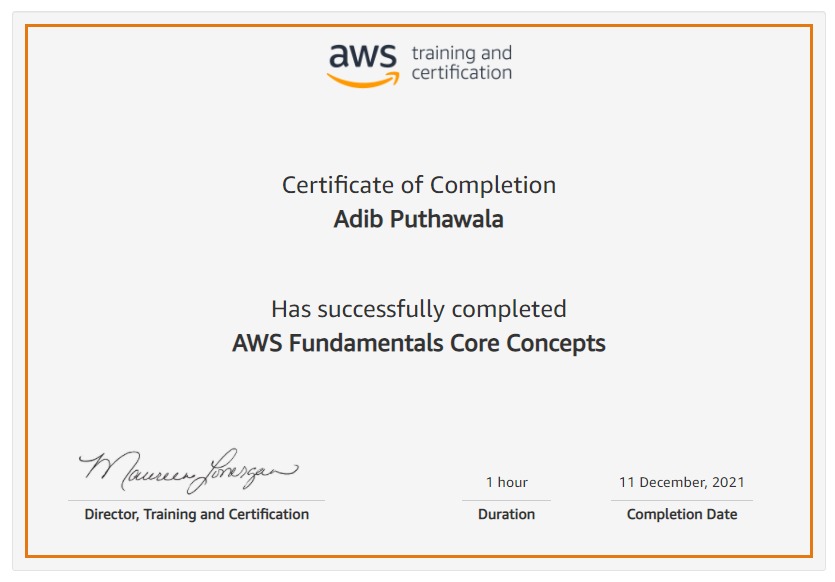 aws training and
certification
Certificate of Completion
Adib Puthawala
Has successfully completed
AWS Fundamentals Core Concepts
Maureen Lonergan
1 hour
11 December, 2021
Director, Training and Certification
Duration
Completion Date